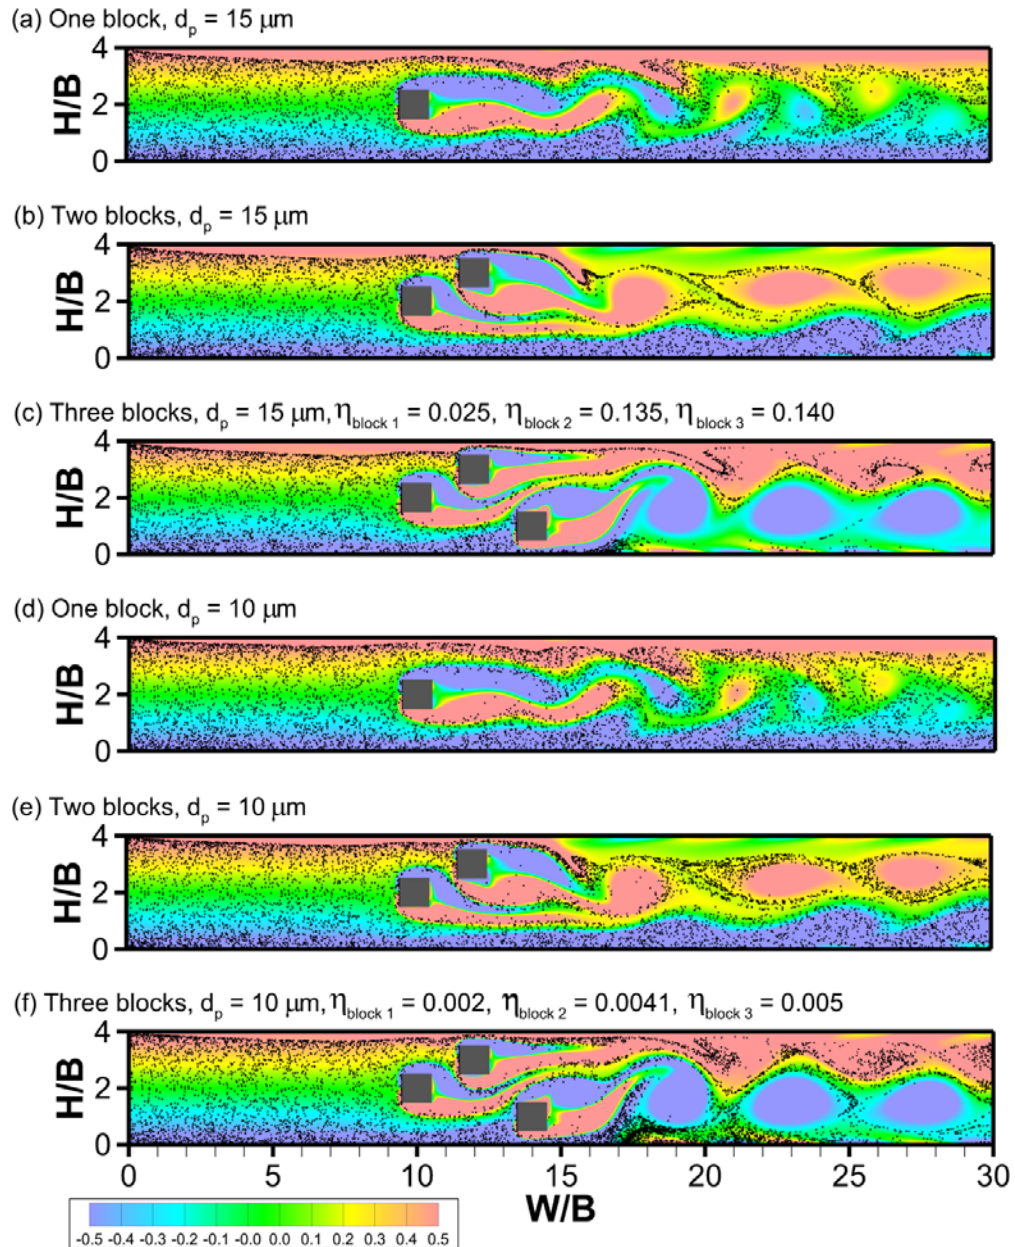 (a) One block, dp = 15 μm
4
H/B
2
0
(b) Two blocks, dp = 15 μm
4
H/B
2
0
(c) Three blocks, dp = 15 μm, ηblock 1 = 0.025, ηblock 2 = 0.135, ηblock 3 = 0.140
4
H/B
2
0
(d) One block, dp = 10 μm
4
H/B
2
0
(e) Two blocks, dp = 10 μm
4
H/B
2
0
(f) Three blocks, dp = 10 μm, ηblock 1 = 0.002, ηblock 2 = 0.0041, ηblock 3 = 0.005
4
H/B
2
0
0 5 10 15 20 25 30
W/B
-0.5 -0.4 -0.3 -0.2 -0.1 -0.0 0.1 0.2 0.3 0.4 0.5